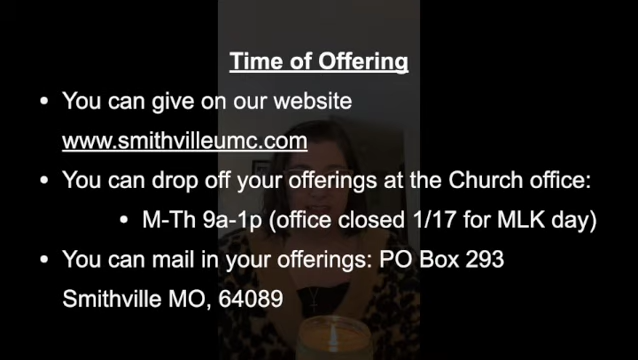 Time of Offering
• You can give on our website
www.smithvilleumc.com
• You can drop off your offerings at the Church office:
• M-Th 9a-1p (office closed 1/17 for MLK day)
• You can mail in your offerings: PO Box 293
Smithville MO, 64089